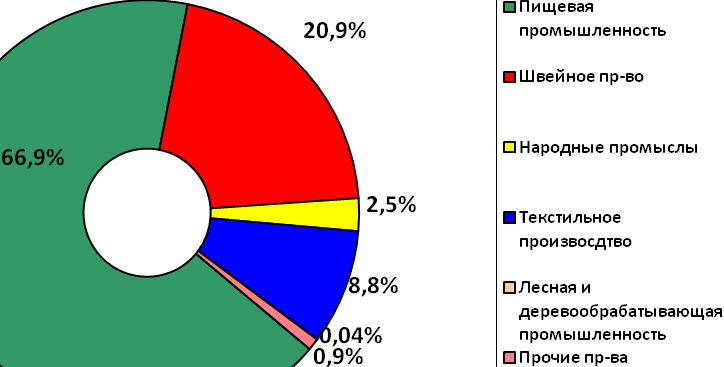 20,9%
66,9%
2,5%
8,8%
0,04%
0,9%
Пищевая
промышленность
Швейное пр-во
Народные промыслы
Текстильное
произвосдтво
Лесная и
деревообрабатывающая
промышленность
Прочие пр-ва